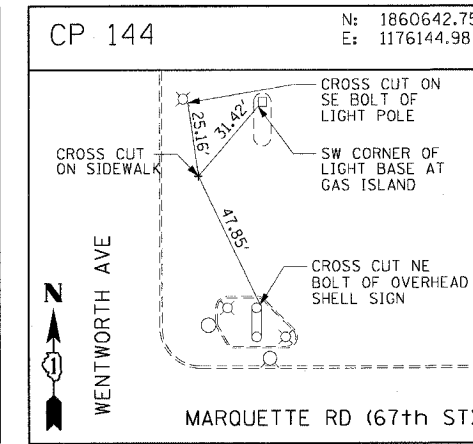 CP 144
N: 1860642.75
E: 1176144.98
CROSS CUT ON
SE BOLT OF
LIGHT POLE
25.16'
31.42'
CROSS CUT
ON SIDEWALK
SW CORNER OF
LIGHT BASE AT
GAS ISLAND
47.85'
CROSS CUT NE
BOLT OF OVERHEAD
SHELL SIGN
N
1
WENTWORTH AVE
MARQUETTE RD (67th ST)